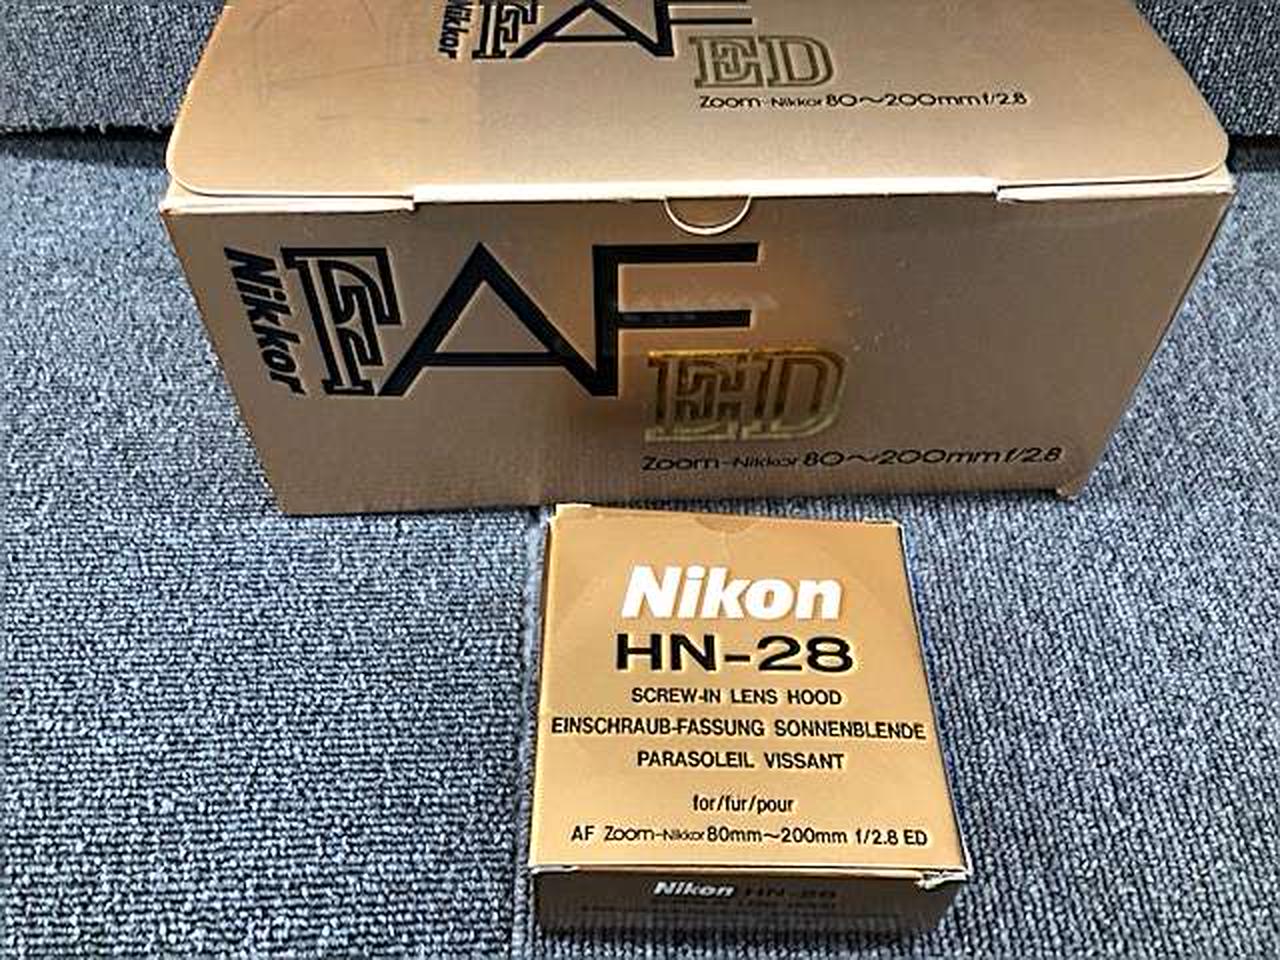 Nikkor AF
ED
Zoom-Nikkor 80~200mm f/2.8
Nikkor AF
ED
Zoom-Nikkor 80~200mm f/2.8
Nikon
HN-28
SCREW-IN LENS HOOD
EINSCHRAUB-FASSUNG SONNENBLENDE
PARASOLEIL VISSANT
for/fur/pour
AF Zoom-Nikkor 80mm~200mm f/2.8 ED
Nikon HN-28